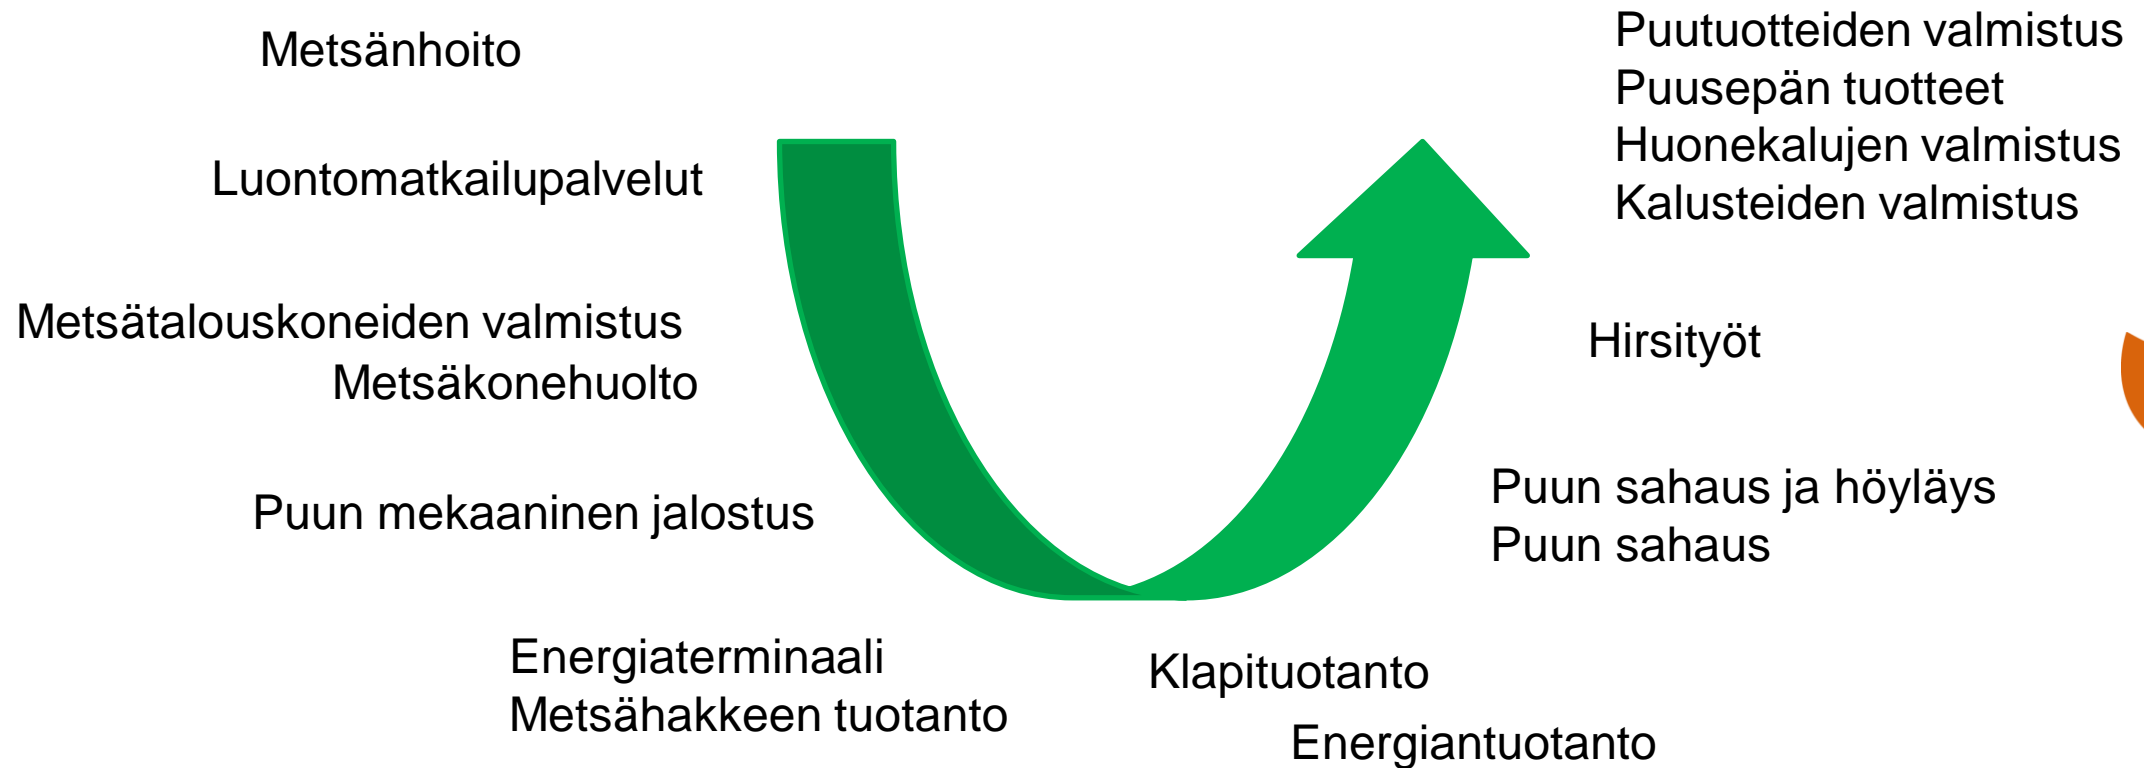 Metsänhoito
Luontomatkailupalvelut
Metsätalouskoneiden valmistus
Metsäkonehuolto
Puun mekaaninen jalostus
Energiaterminaali
Metsähakkeen tuotanto
Klapituotanto
Energiantuotanto
Puun sahaus ja höyläys
Puun sahaus
Hirsityöt
Puutuotteiden valmistus
Puusepän tuotteet
Huonekalujen valmistus
Kalusteiden valmistus